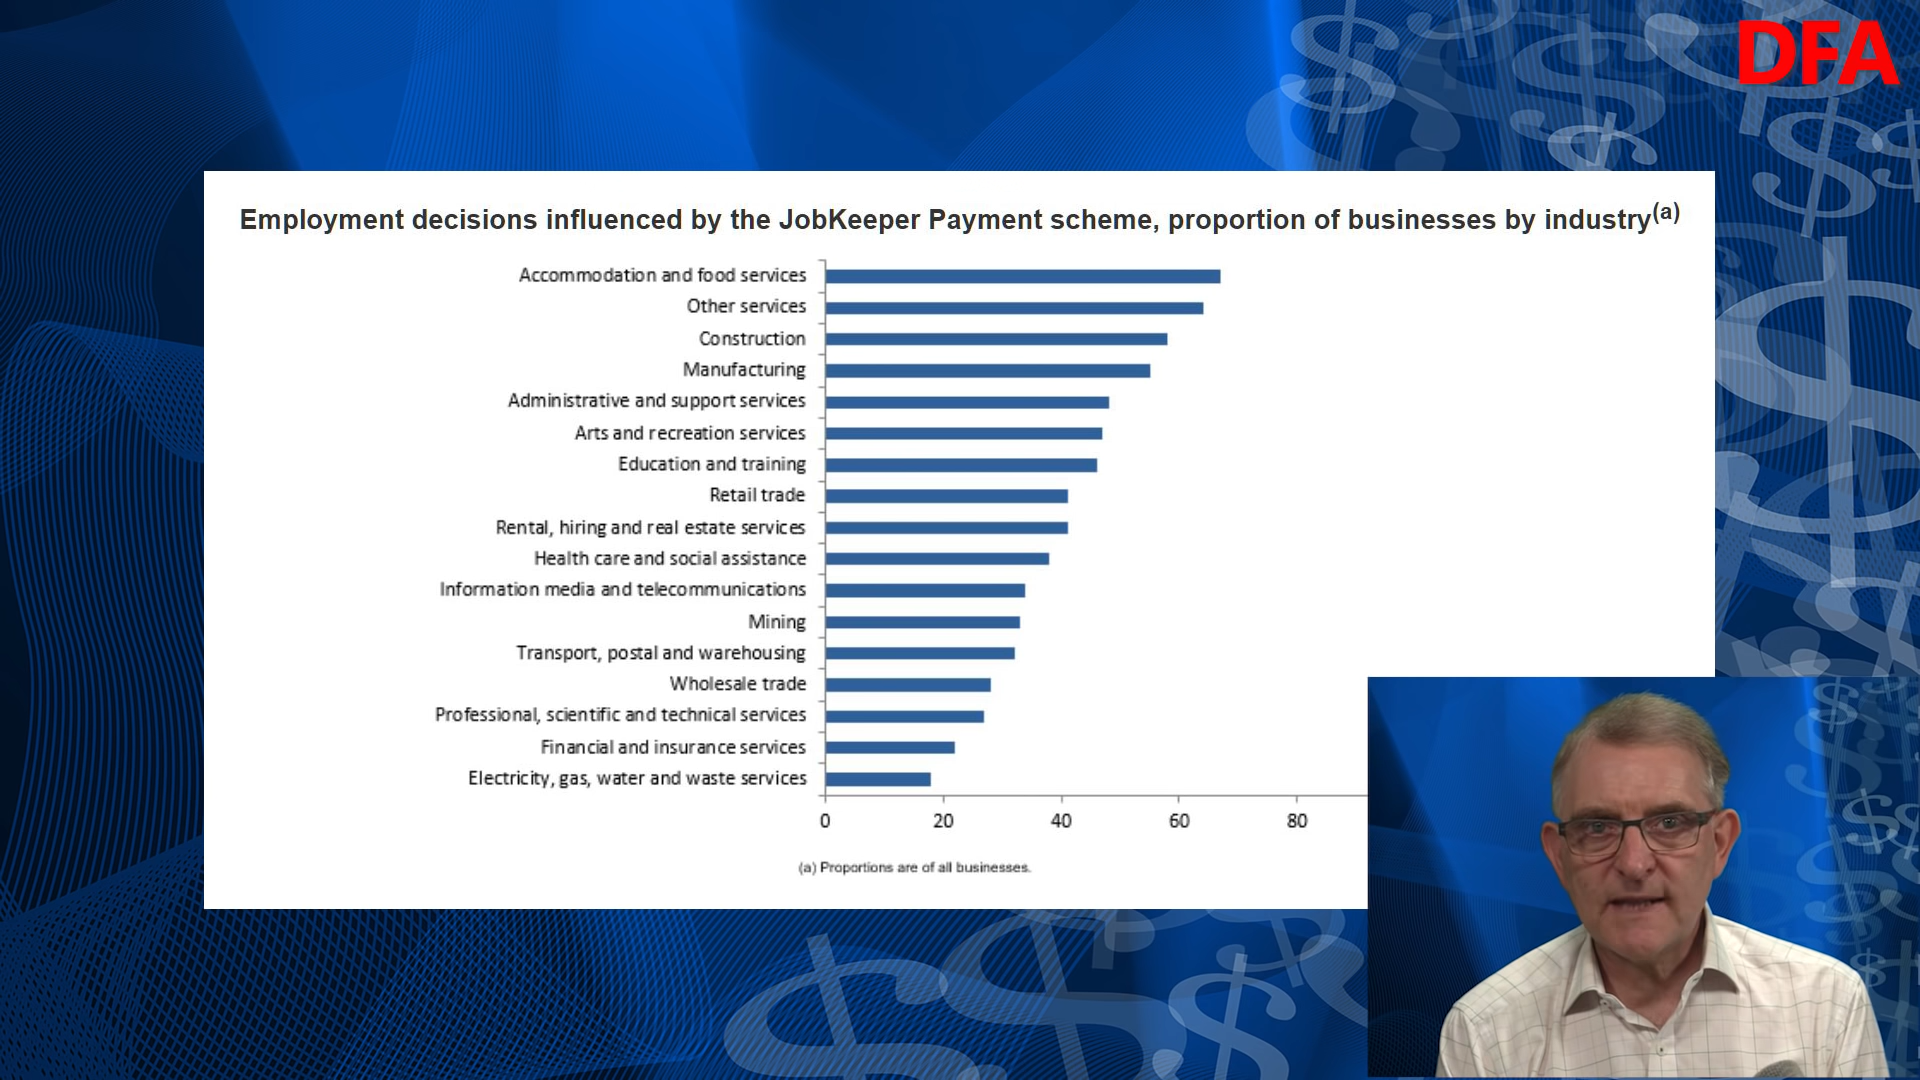 DFA
Employment decisions influenced by the JobKeeper Payment scheme, proportion of businesses by industry(a)
Accommodation and food services
Other services
Construction
Manufacturing
Administrative and support services
Arts and recreation services
Education and training
Retail trade
Rental, hiring and real estate services
Health care and social assistance
Information media and telecommunications
Mining
Transport, postal and warehousing
Wholesale trade
Professional, scientific and technical services
Financial and insurance services
Electricity, gas, water and waste services
0 20 40 60 80
(a) Proportions are of all businesses.